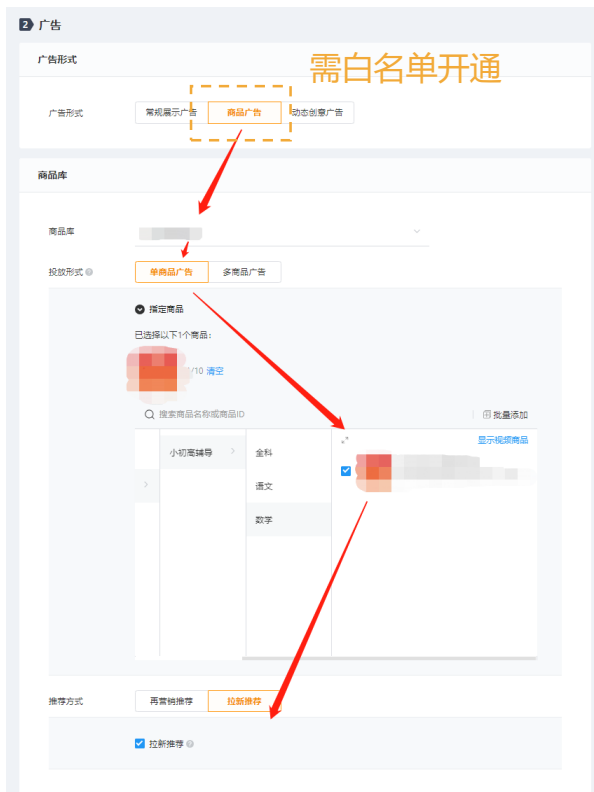 2 广告
广告形式
需白名单开通
广告形式 常规展示广告 商品广告 动态创意广告
商品库
商品库
投放形式 单商品广告 多商品广告
指定商品
已选择以下1个商品:
/10 清空
搜索商品名称或商品ID 批量添加
显示视频商品
小初高辅导 全科
语文
数学
推荐方式 再营销推荐 拉新推荐
拉新推荐